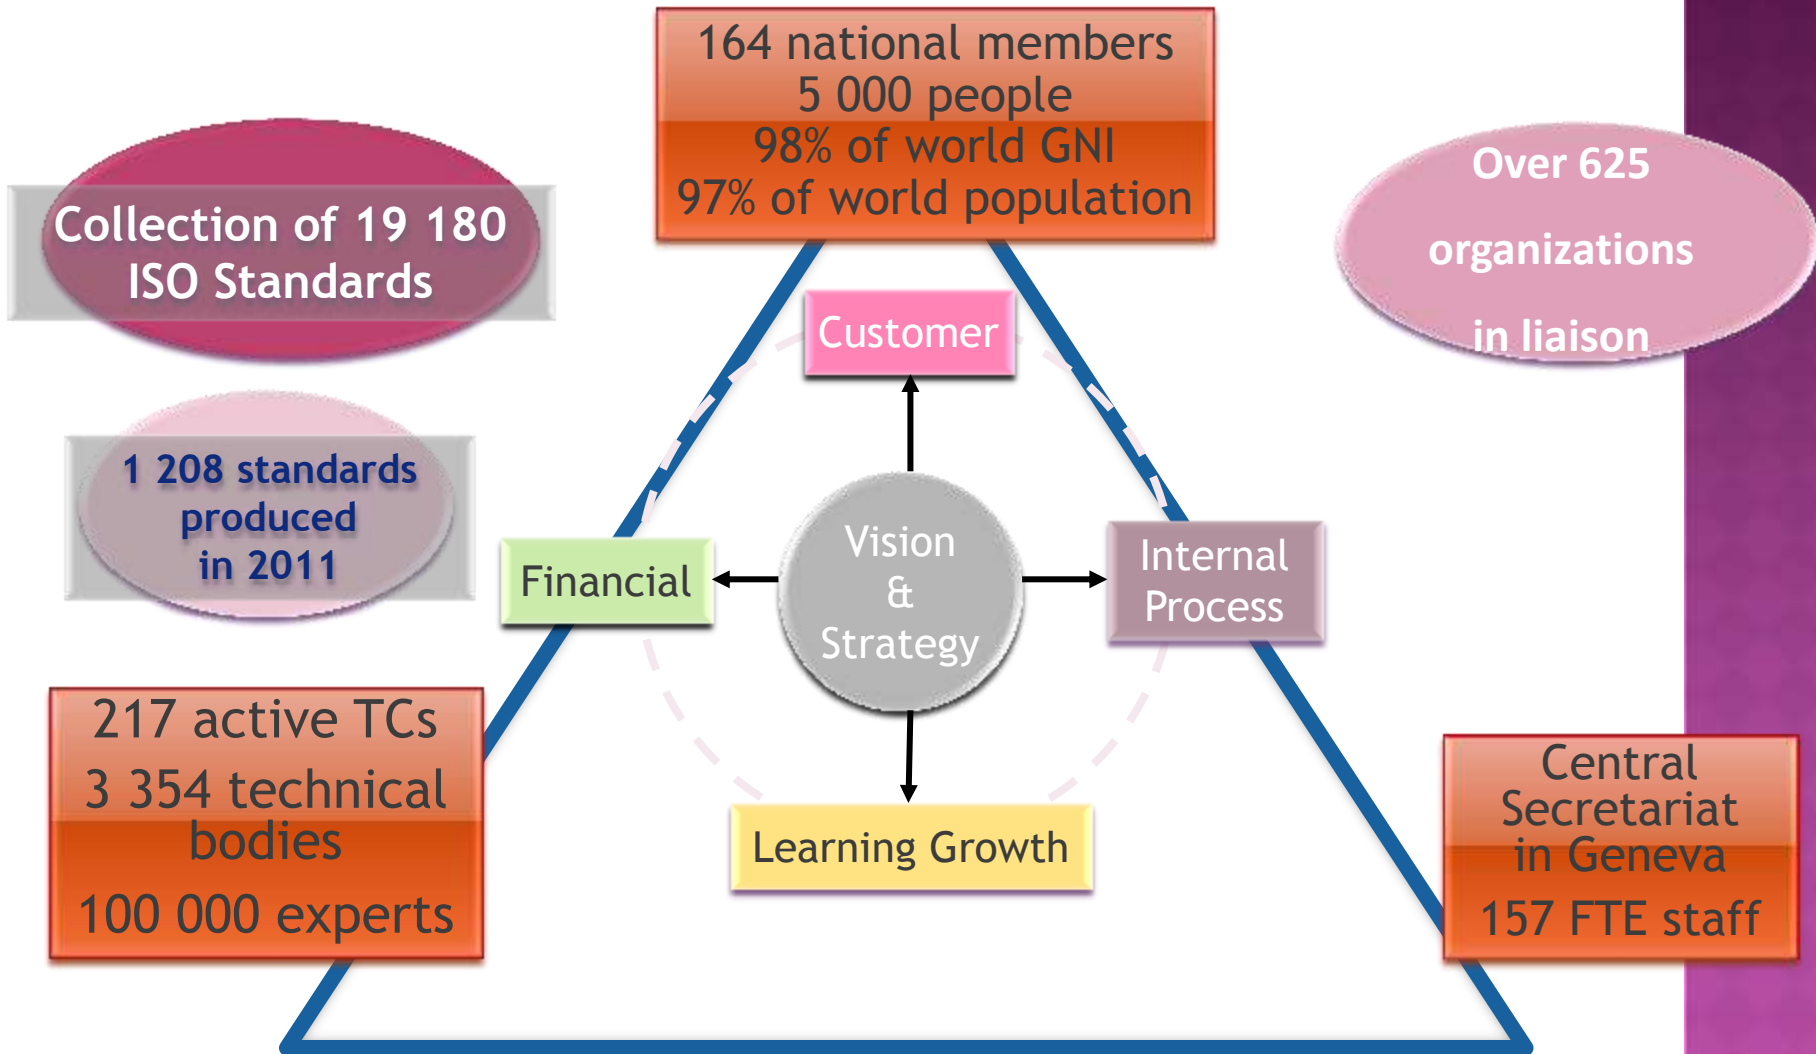 164 national members
5 000 people
98% of world GNI
97% of world population
Collection of 19 180
ISO Standards
Over 625
organizations
in liaison
Customer
1 208 standards
produced
in 2011
Financial
Vision
&
Strategy
Internal
Process
217 active TCs
3 354 technical
bodies
100 000 experts
Learning Growth
Central
Secretariat
in Geneva
157 FTE staff